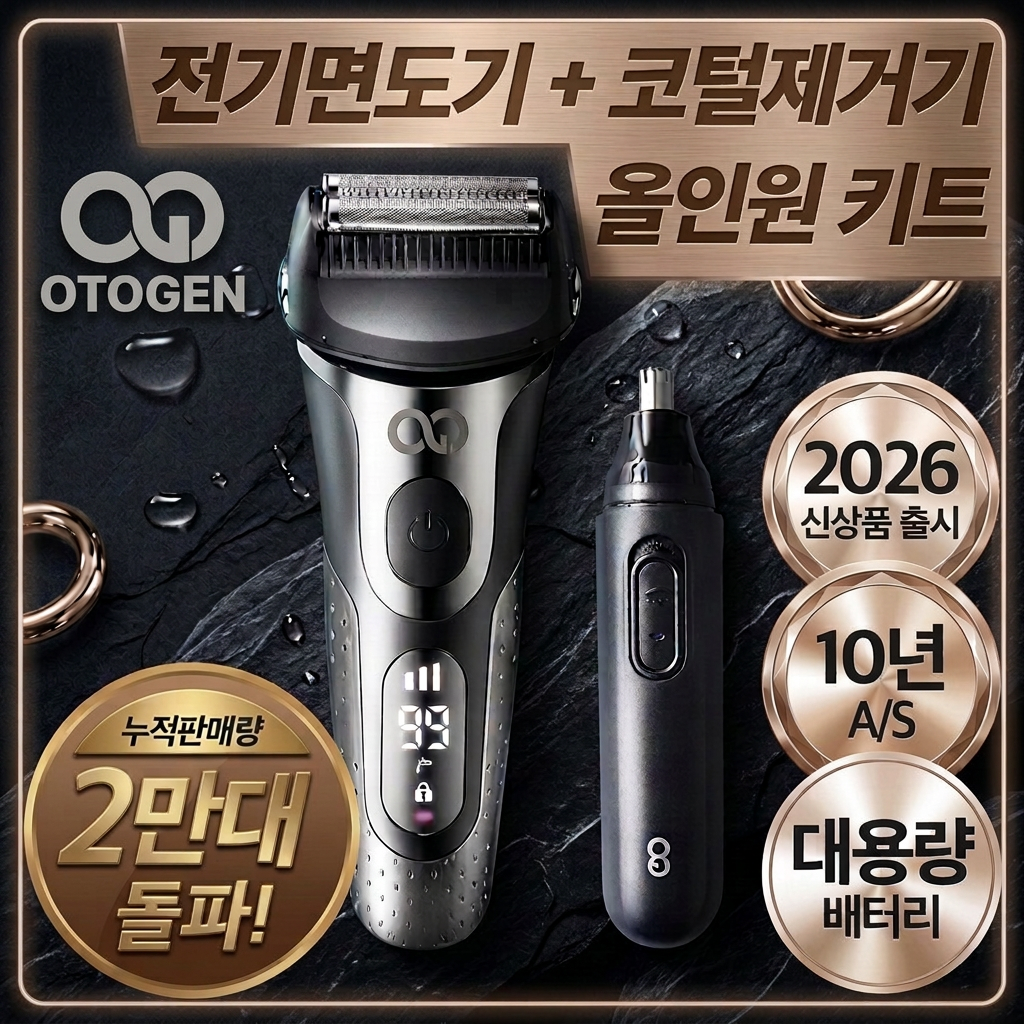 전기면도기 + 코털제거기
올인원 키트
OTOGEN
2026
신상품 출시
10년
A/S
대용량
배터리
누적판매량
2만대
돌파!
99